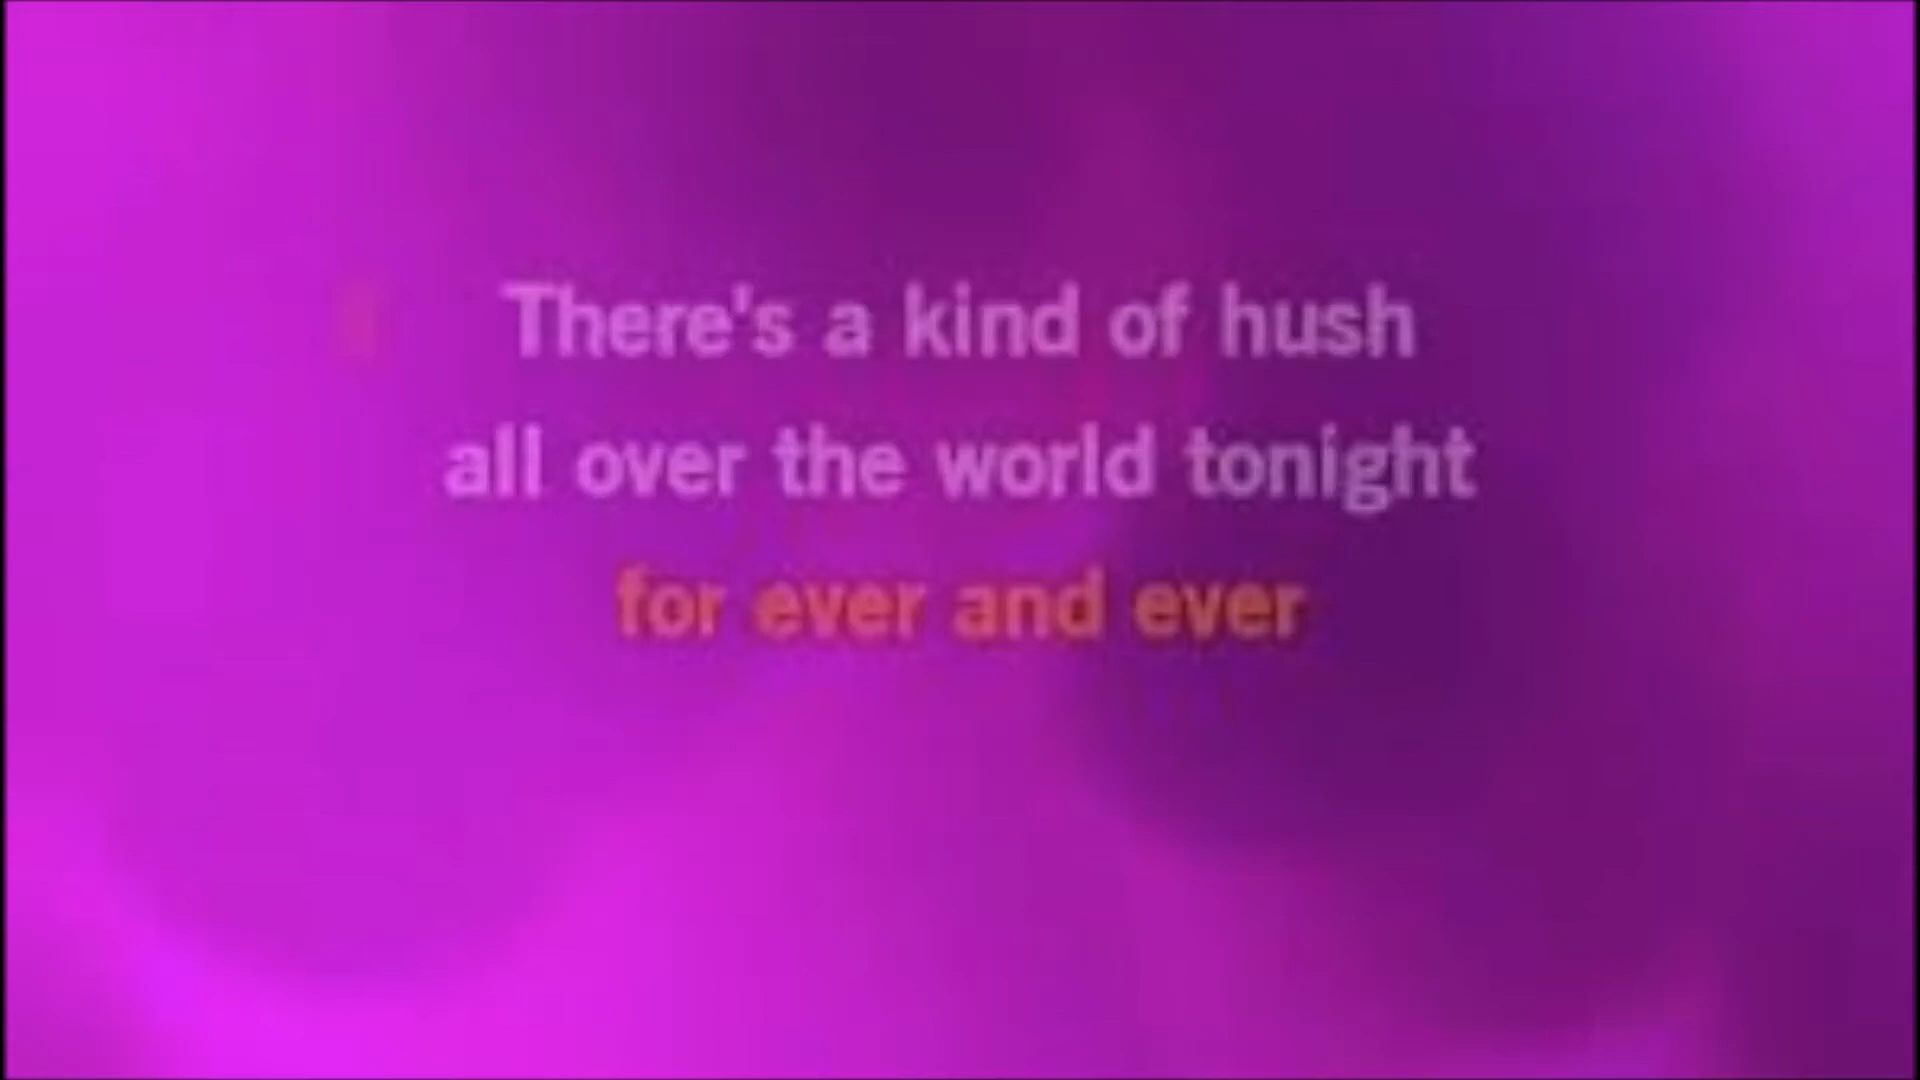 There's a kind of hush
all over the world tonight
for ever and ever